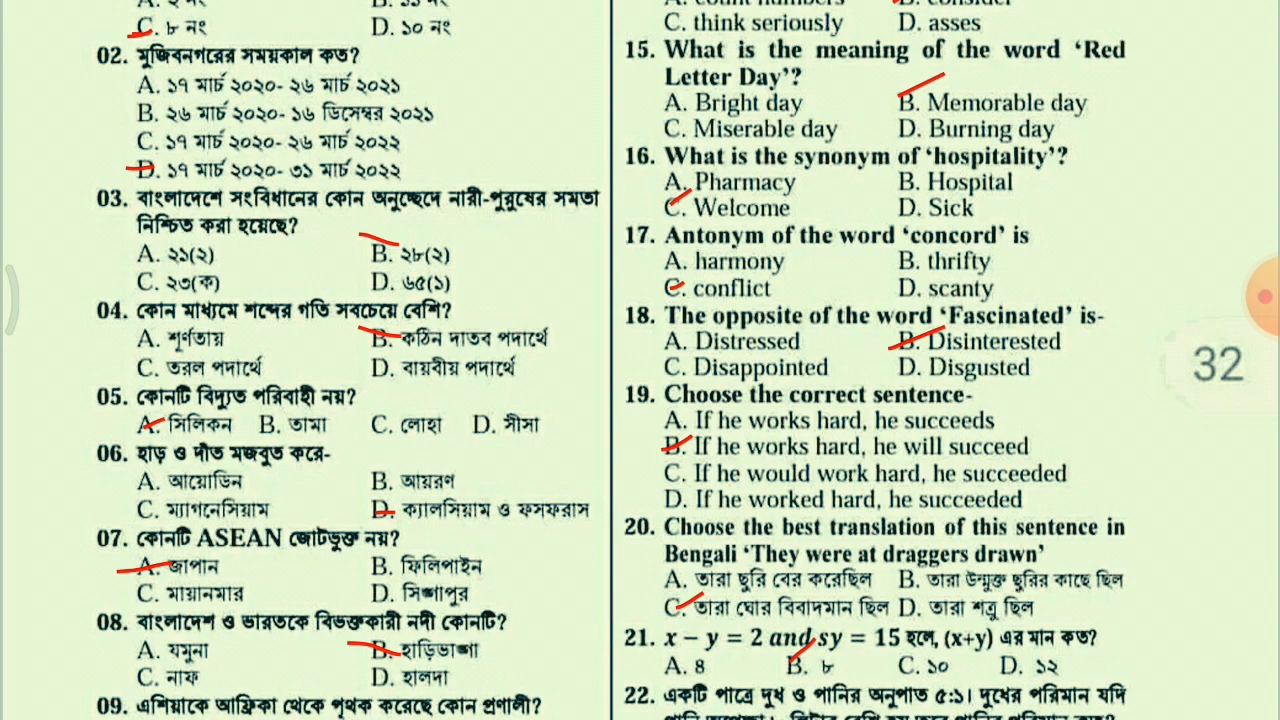 C. ৮ নং D. ১০ নং
02. মুজিবনগরের সময়কাল কত?
A. ১৭ মার্চ ২০২০- ২৬ মার্চ ২০২১
B. ২৬ মার্চ ২০২০- ১৬ ডিসেম্বর ২০২১
C. ১৭ মার্চ ২০২০- ২৬ মার্চ ২০২২
D. ১৭ মার্চ ২০২০- ৩১ মার্চ ২০২২
03. বাংলাদেশে সংবিধানের কোন অনুচ্ছেদে নারী-পুরুষের সমতা
নিশ্চিত করা হয়েছে?
A. ২১(২) B. ২৮(২)
C. ২৩(ক) D. ৬৫(১)
04. কোন মাধ্যমে শব্দের গতি সবচেয়ে বেশি?
A. শূর্ণতায় B. কঠিন দাতব পদার্থে
C. তরল পদার্থে D. বায়বীয় পদার্থে
05. কোনটি বিদ্যুত পরিবাহী নয়?
A. সিলিকন B. তামা C. লোহা D. সীসা
06. হাড় ও দাঁত মজবুত করে-
A. আয়োডিন B. আয়রণ
C. ম্যাগনেসিয়াম D. ক্যালসিয়াম ও ফসফরাস
07. কোনটি ASEAN জোটভুক্ত নয়?
A. জাপান B. ফিলিপাইন
C. মায়ানমার D. সিঙ্গাপুর
08. বাংলাদেশ ও ভারতকে বিভক্তকারী নদী কোনটি?
A. যমুনা B. হাড়িভাঙ্গা
C. নাফ D. হালদা
09. এশিয়াকে আফ্রিকা থেকে পৃথক করেছে কোন প্রণালী?
C. think seriously D. asses
15. What is the meaning of the word ‘Red
Letter Day’?
A. Bright day B. Memorable day
C. Miserable day D. Burning day
16. What is the synonym of ‘hospitality’?
A. Pharmacy B. Hospital
C. Welcome D. Sick
17. Antonym of the word ‘concord’ is
A. harmony B. thrifty
C. conflict D. scanty
18. The opposite of the word ‘Fascinated’ is-
A. Distressed B. Disinterested
C. Disappointed D. Disgusted
19. Choose the correct sentence-
A. If he works hard, he succeeds
B. If he works hard, he will succeed
C. If he would work hard, he succeeded
D. If he worked hard, he succeeded
20. Choose the best translation of this sentence in
Bengali ‘They were at draggers drawn’
A. তারা ছুরি বের করেছিল B. তারা উন্মুক্ত ছুরির কাছে ছিল
C. তারা ঘোর বিবাদমান ছিল D. তারা শত্রু ছিল
21. x − y = 2 and sy = 15 হলে, (x+y) এর মান কত?
A. 8 B. ৮ C. ১০ D. ১২
22. একটি পাত্রে দুধ ও পানির অনুপাত ৫:১। দুধের পরিমান যদি
32